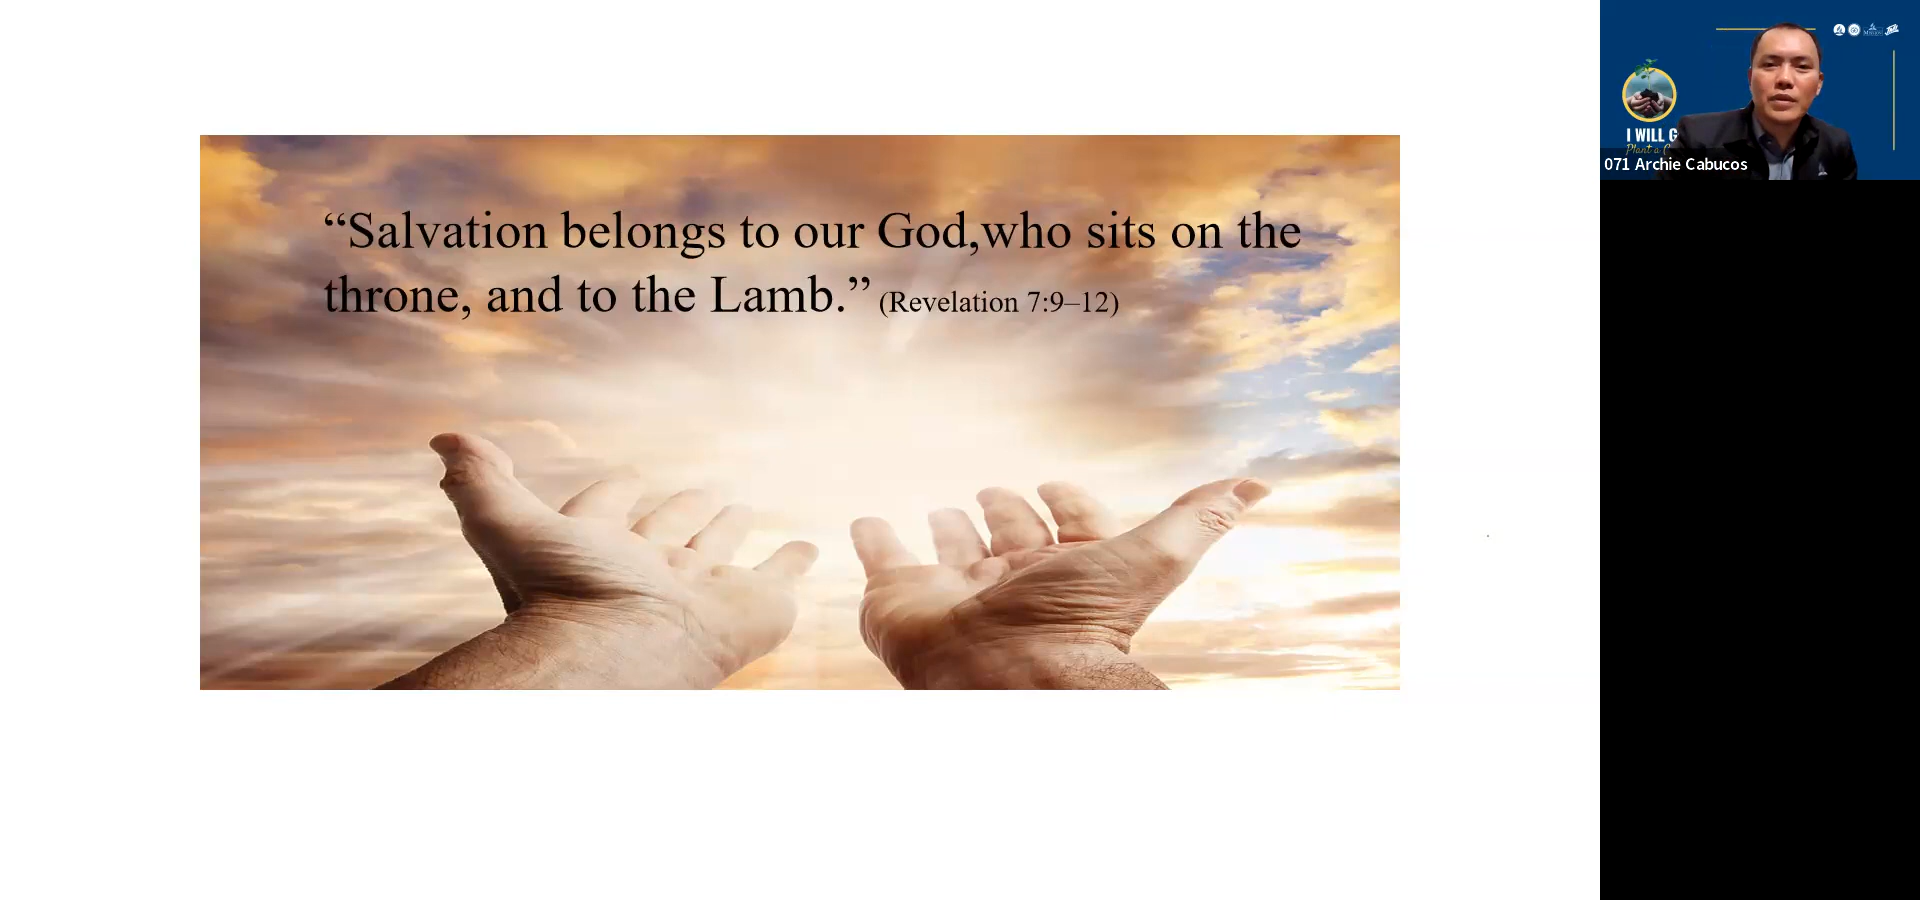 “Salvation belongs to our God,who sits on the
throne, and to the Lamb.” (Revelation 7:9–12)
I WILL G
Plant a C
071 Archie Cabucos